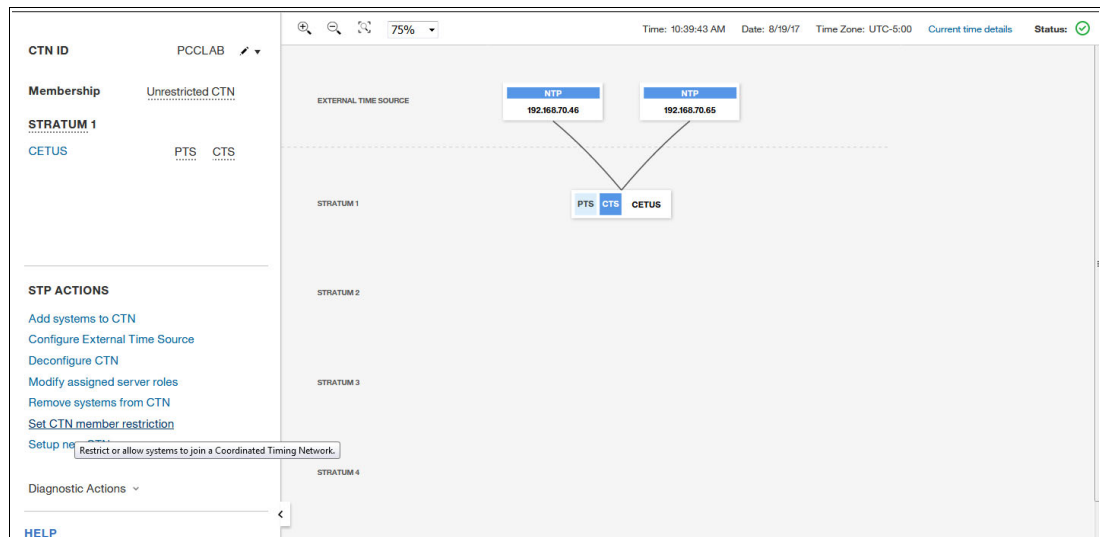 75%
Time: 10:39:43 AM Date: 8/19/17 Time Zone: UTC-5:00 Current time details Status:
CTN ID PCCLAB
Membership Unrestricted CTN
STRATUM 1
CETUS PTS CTS
STP ACTIONS
Add systems to CTN
Configure External Time Source
Deconfigure CTN
Modify assigned server roles
Remove systems from CTN
Set CTN member restriction
Setup ne
Restrict or allow systems to join a Coordinated Timing Network.
Diagnostic Actions
HELP
EXTERNAL TIME SOURCE
NTP
192.168.70.46
NTP
192.168.70.65
STRATUM 1
PTS CTS CETUS
STRATUM 2
STRATUM 3
STRATUM 4